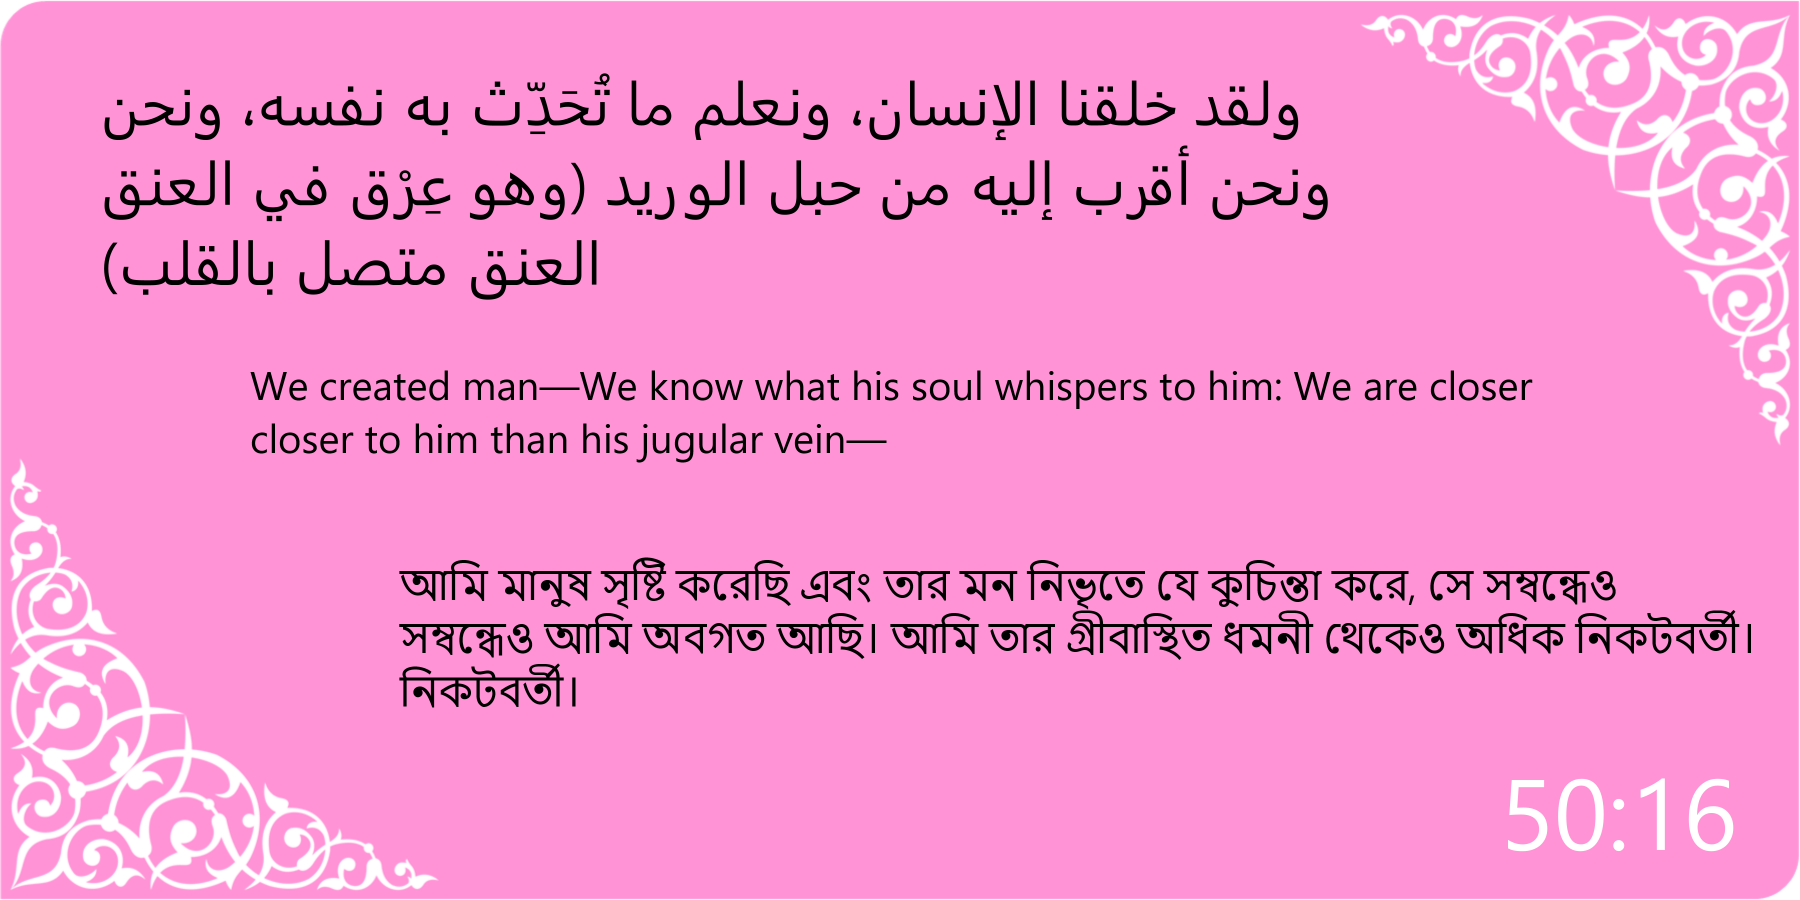 ولقد خلقنا الإنسان، ونعلم ما تُحَدِّث به نفسه، ونحن
ونحن أقرب إليه من حبل الوريد (وهو عِرْق في العنق
العنق متصل بالقلب)
We created man—We know what his soul whispers to him: We are closer
closer to him than his jugular vein—
আমি মানুষ সৃষ্টি করেছি এবং তার মন নিভৃতে যে কুচিন্তা করে, সে সম্বন্ধেও
সম্বন্ধেও আমি অবগত আছি। আমি তার গ্রীবাস্থিত ধমনী থেকেও অধিক নিকটবর্তী।
নিকটবর্তী।
50:16